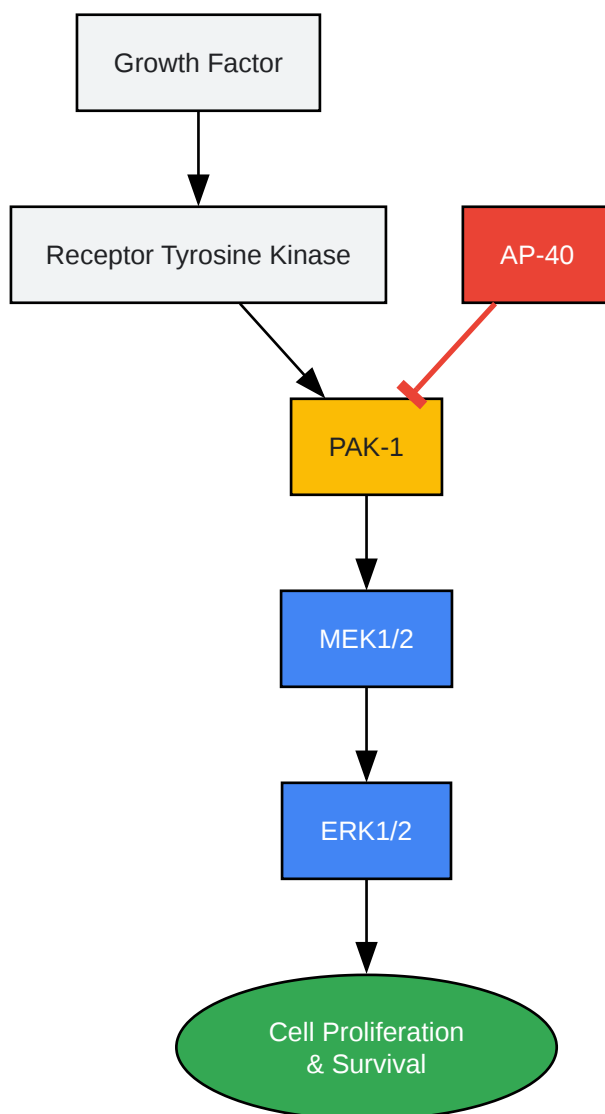 Growth Factor
Receptor Tyrosine Kinase
AP-40
PAK-1
MEK1/2
ERK1/2
Cell Proliferation
& Survival